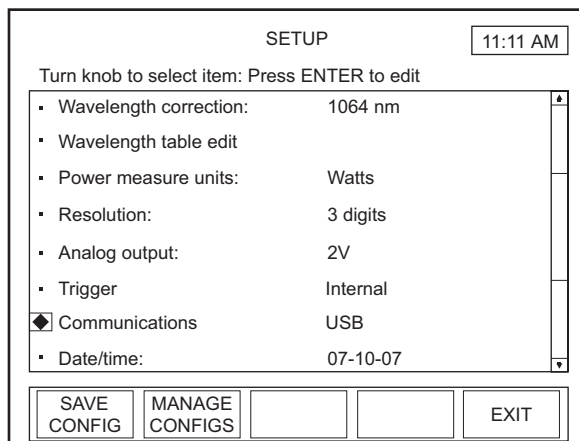 SETUP
11:11 AM
Turn knob to select item: Press ENTER to edit
Wavelength correction: 1064 nm
Wavelength table edit
Power measure units: Watts
Resolution: 3 digits
Analog output: 2V
Trigger Internal
Communications USB
Date/time: 07-10-07
SAVE CONFIG
MANAGE CONFIGS
EXIT